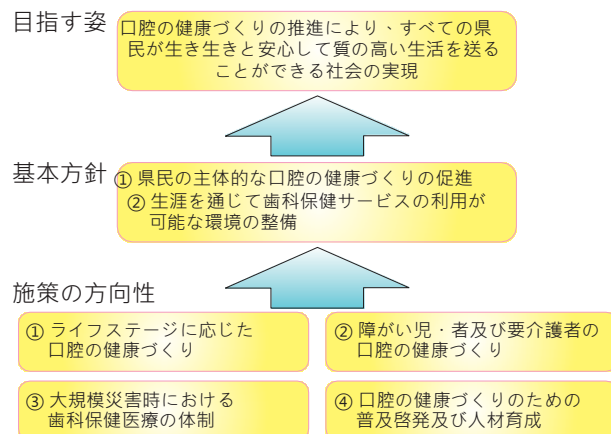 目指す姿
口腔の健康づくりの推進により、すべての県
民が生き生きと安心して質の高い生活を送る
ことができる社会の実現
基本方針
① 県民の主体的な口腔の健康づくりの促進
② 生涯を通じて歯科保健サービスの利用が
可能な環境の整備
施策の方向性
① ライフステージに応じた
口腔の健康づくり
② 障がい児・者及び要介護者の
口腔の健康づくり
③ 大規模災害時における
歯科保健医療の体制
④ 口腔の健康づくりのための
普及啓発及び人材育成